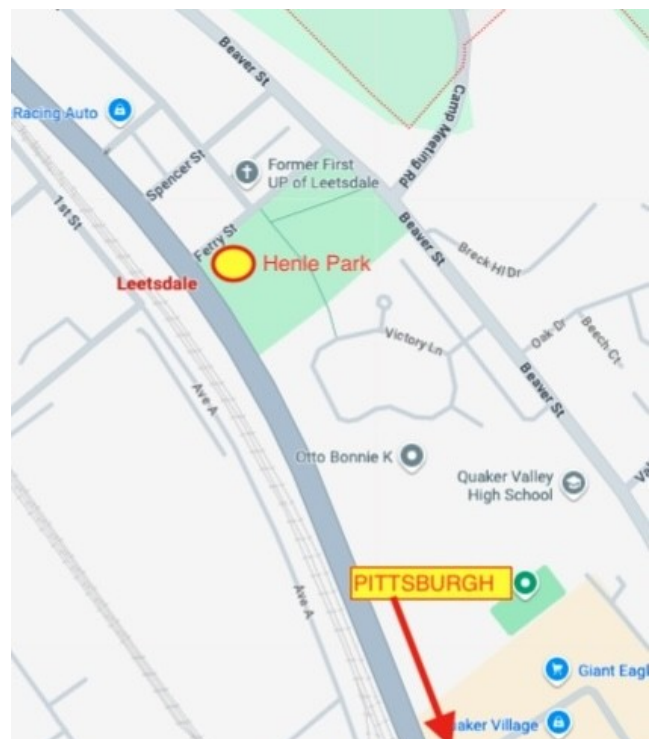 Beaver St
Racing Auto
Camp Meeting Rd
Former First
UP of Leetsdale
Spencer St
1st St
Ferry St
Beaver St
Henle Park
Breck Hl Dr
Leetsdale
Victory Ln
Oak Dr
Beech Ct
Ave A
Beaver St
Otto Bonnie K
Quaker Valley
High School
PITTSBURGH
Ave A
Giant Eagl
uaker Village